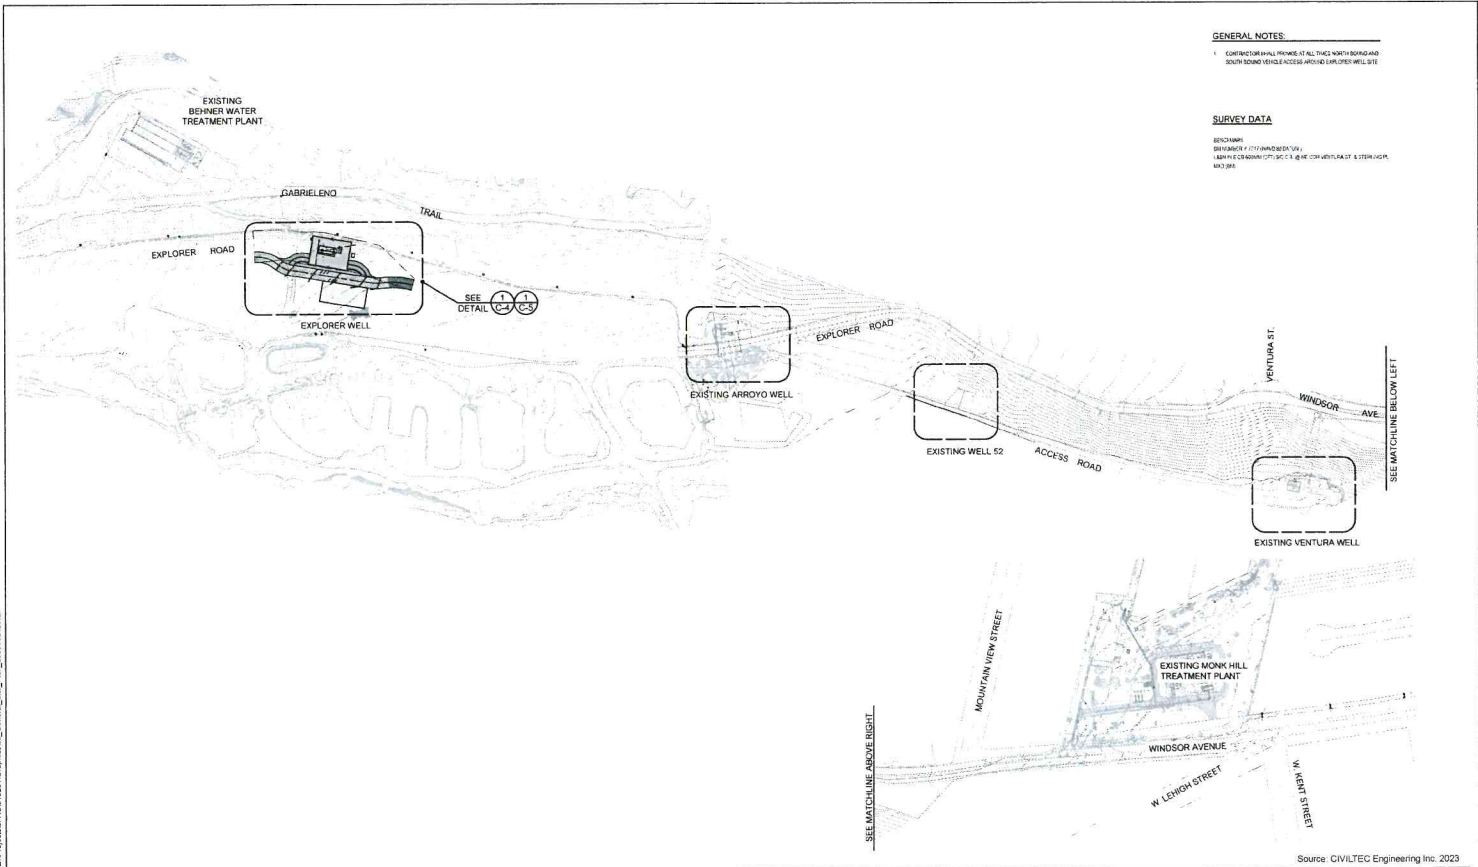 GENERAL NOTES:
1 CONTRACTOR SHALL PROVIDE AT ALL TIMES NORTH BOUND AND
SOUTH BOUND VEHICLE ACCESS AROUND EXPLORER WELL SITE
SURVEY DATA
BENCHMARK
EXISTING
BEHNER WATER
TREATMENT PLANT
GABRIELENO
TRAIL
EXPLORER ROAD
SEE
DETAIL
1
C-4
1
C-5
EXPLORER WELL
EXPLORER ROAD
EXISTING ARROYO WELL
VENTURA ST.
WINDSOR AVE
SEE MATCHLINE BELOW LEFT
EXISTING WELL 52
ACCESS ROAD
EXISTING VENTURA WELL
MOUNTAIN VIEW STREET
EXISTING MONK HILL
TREATMENT PLANT
SEE MATCHLINE ABOVE RIGHT
WINDSOR AVENUE
W. LEHIGH STREET
W. KENT STREET
Source: CIVILTEC Engineering Inc. 2023